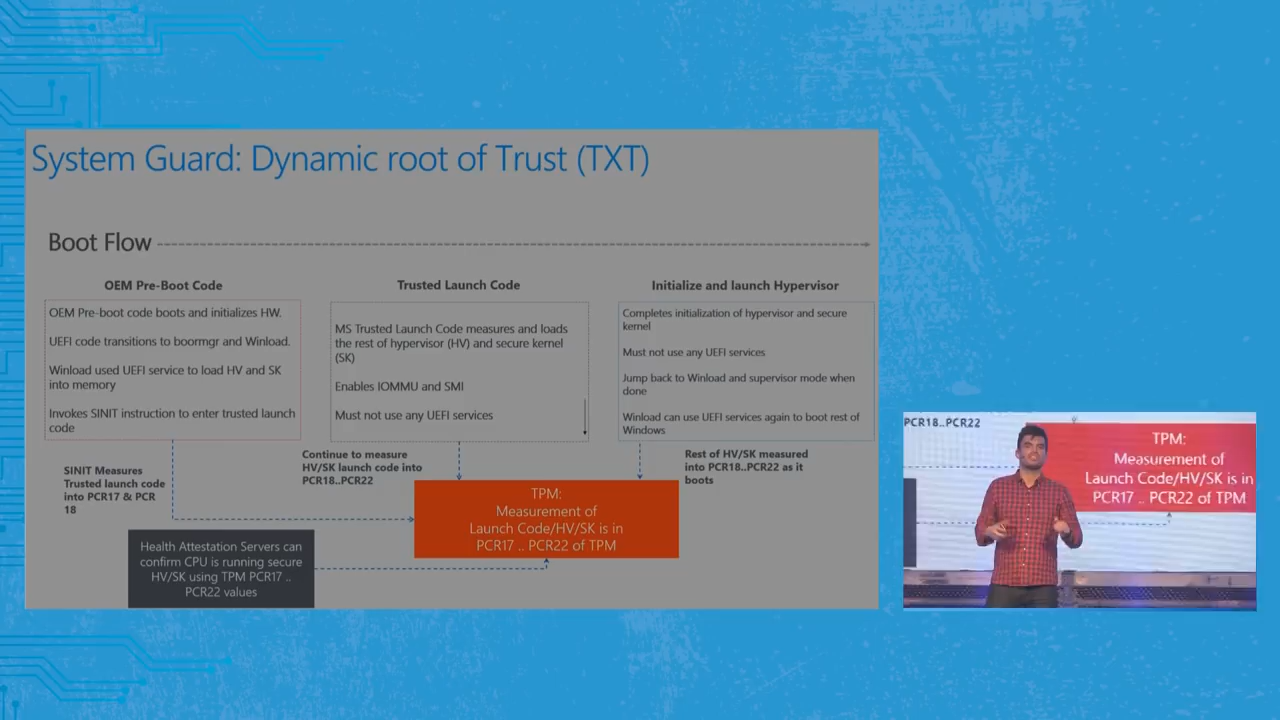 System Guard: Dynamic root of Trust (TXT)
Boot Flow
OEM Pre-Boot Code
OEM Pre-boot code boots and initializes HW.
UEFI code transitions to boormgr and Winload.
Winload used UEFI service to load HV and SK
into memory
Invokes SINIT instruction to enter trusted launch
code
Trusted Launch Code
MS Trusted Launch Code measures and loads
the rest of hypervisor (HV) and secure kernel
(SK)
Enables IOMMU and SMI
Must not use any UEFI services
Initialize and launch Hypervisor
Completes initialization of hypervisor and secure
kernel
Must not use any UEFI services
Jump back to Winload and supervisor mode when
done
Winload can use UEFI services again to boot rest of
Windows
SINIT Measures
Trusted launch code
into PCR17 & PCR
18
Continue to measure
HV/SK launch code into
PCR18..PCR22
Rest of HV/SK measured
into PCR18..PCR22 as it
boots
TPM:
Measurement of
Launch Code/HV/SK is in
PCR17 .. PCR22 of TPM
Health Attestation Servers can
confirm CPU is running secure
HV/SK using TPM PCR17 ..
PCR22 values
PCR18..PCR22
TPM:
Measurement of
Launch Code/HV/SK is in
PCR17 .. PCR22 of TPM